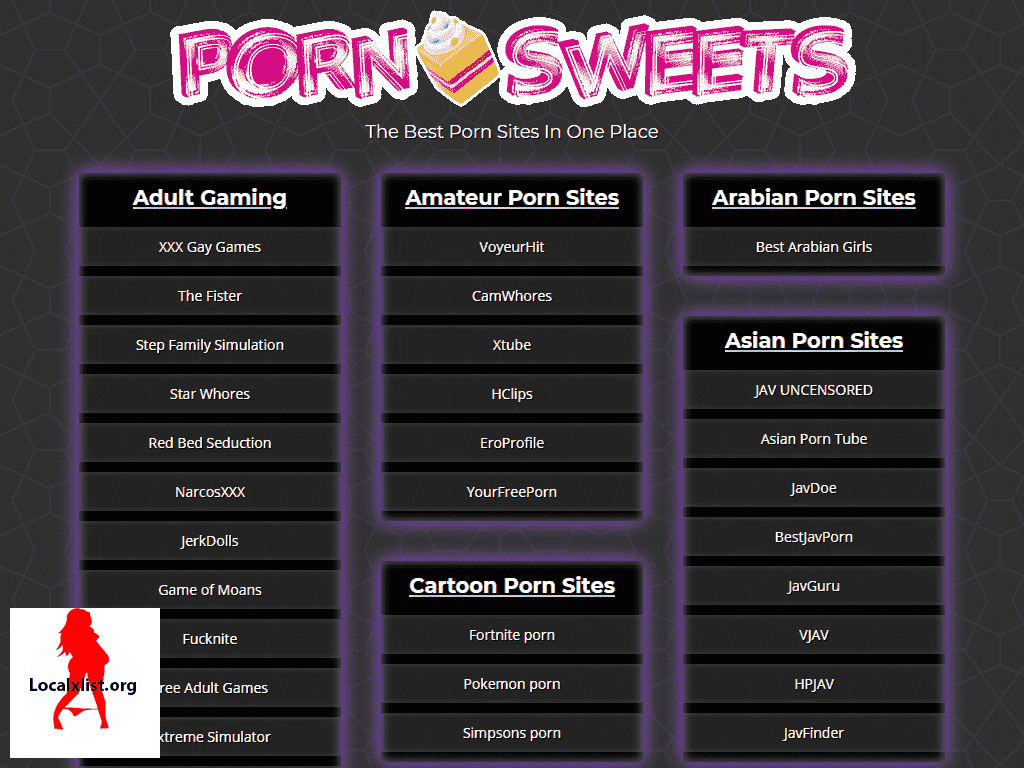 PORN SWEETS
The Best Porn Sites In One Place
Adult Gaming
XXX Gay Games
The Fister
Step Family Simulation
Star Whores
Red Bed Seduction
NarcosXXX
JerkDolls
Game of Moans
Fucknite
ree Adult Games
xtreme Simulator
Localxlist.org
Amateur Porn Sites
VoyeurHit
CamWhores
Xtube
HClips
EroProfile
YourFreePorn
Cartoon Porn Sites
Fortnite porn
Pokemon porn
Simpsons porn
Arabian Porn Sites
Best Arabian Girls
Asian Porn Sites
JAV UNCENSORED
Asian Porn Tube
JavDoe
BestJavPorn
JavGuru
VJAV
HPJAV
JavFinder